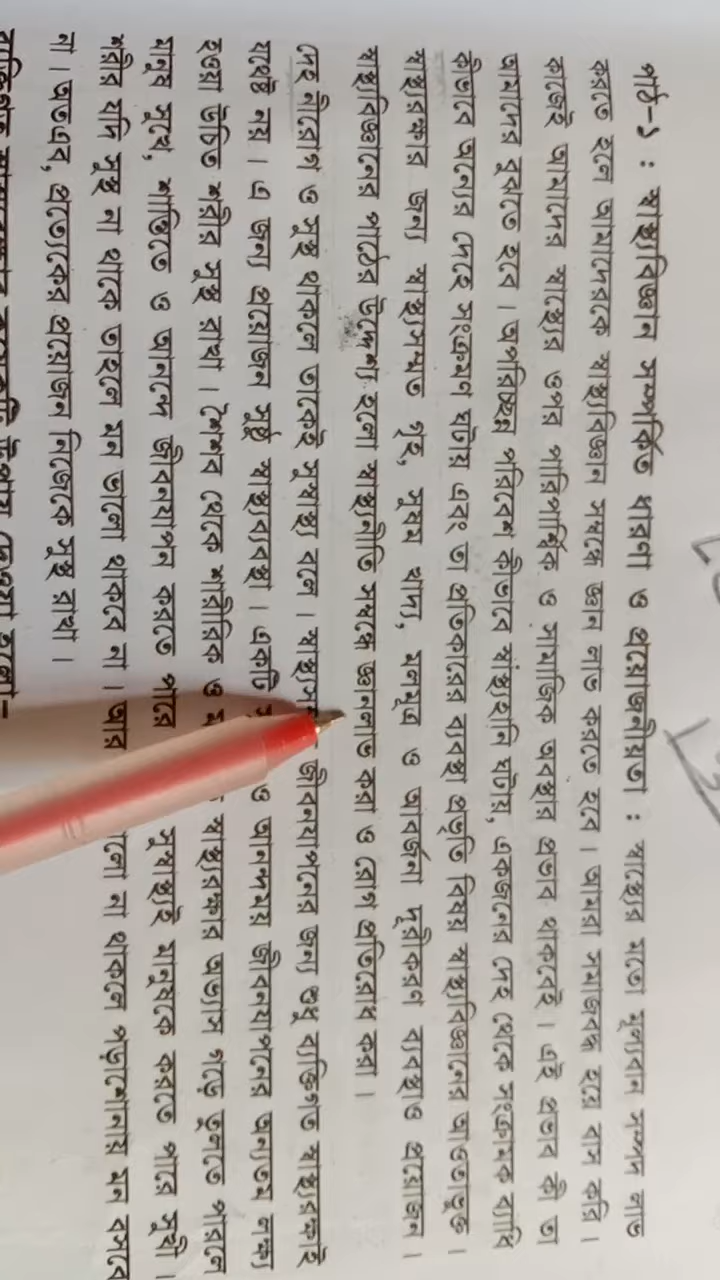 পাঠ-১ : স্বাস্থ্যবিজ্ঞান সম্পর্কিত ধারণা ও প্রয়োজনীয়তা : স্বাস্থ্যের মতো মূল্যবান সম্পদ লাভ
করতে হলে আমাদেরকে স্বাস্থ্যবিজ্ঞান সম্বন্ধে জ্ঞান লাভ করতে হবে। আমরা সমাজবদ্ধ হয়ে বাস করি।
কাজেই আমাদের স্বাস্থ্যের ওপর পারিপার্শ্বিক ও সামাজিক অবস্থার প্রভাব থাকবেই। এই প্রভাব কী তা
আমাদের বুঝতে হবে। অপরিচ্ছন্ন পরিবেশ কীভাবে স্বাস্থ্যহানি ঘটায়, একজনের দেহ থেকে সংক্রামক ব্যাধি
কীভাবে অন্যের দেহে সংক্রমণ ঘটায় এবং তা প্রতিকারের ব্যবস্থা প্রভৃতি বিষয় স্বাস্থ্যবিজ্ঞানের আওতাভুক্ত।
স্বাস্থ্যরক্ষার জন্য স্বাস্থ্যসম্মত গৃহ, সুষম খাদ্য, মলমূত্র ও আবর্জনা দূরীকরণ ব্যবস্থাও প্রয়োজন।
স্বাস্থ্যবিজ্ঞানের পাঠের উদ্দেশ্য হলো স্বাস্থ্যনীতি সম্বন্ধে জ্ঞানলাভ করা ও রোগ প্রতিরোধ করা।
দেহ নীরোগ ও সুস্থ থাকলে তাকেই সুস্বাস্থ্য বলে। জীবনযাপনের জন্য শুধু ব্যক্তিগত স্বাস্থ্যরক্ষাই
যথেষ্ট নয়। এ জন্য প্রয়োজন সুষ্ঠু স্বাস্থ্যব্যবস্থা। একটি ও আনন্দময় জীবনযাপনের অন্যতম লক্ষ্য
হওয়া উচিত শরীর সুস্থ রাখা। শৈশব থেকে শারীরিক ও স্বাস্থ্যরক্ষার অভ্যাস গড়ে তুলতে পারলে
মানুষ সুখে, শান্তিতে ও আনন্দে জীবনযাপন করতে পারে সুস্বাস্থ্যই মানুষকে করতে পারে সুখী।
শরীর যদি সুস্থ না থাকে তাহলে মন ভালো থাকবে না। আর না থাকলে পড়াশোনায় মন বসবে
না। অতএব, প্রত্যেকের প্রয়োজন নিজেকে সুস্থ রাখা।